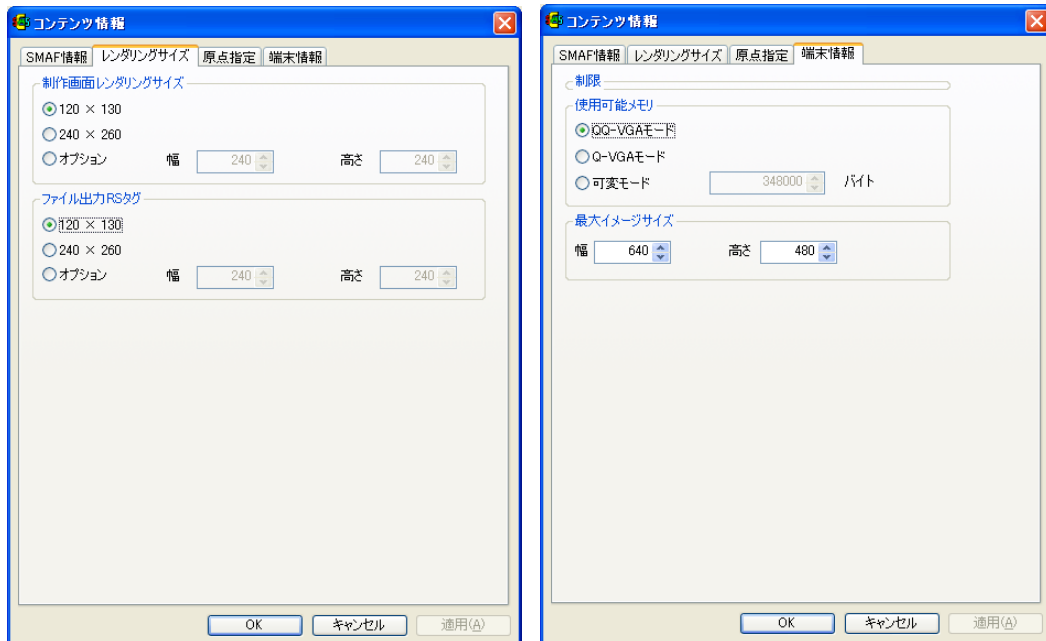 コンテンツ情報
SMAF情報 レンダリングサイズ 原点指定 端末情報
制作画面レンダリングサイズ
120 × 130
240 × 260
オプション 幅 240 高さ 240
ファイル出力RSタグ
120 × 130
240 × 260
オプション 幅 240 高さ 240
OK キャンセル 適用(A)
コンテンツ情報
SMAF情報 レンダリングサイズ 原点指定 端末情報
制限
使用可能メモリ
QQ-VGAモード
Q-VGAモード
可変モード 348000 バイト
最大イメージサイズ
幅 640 高さ 480
OK キャンセル 適用(A)